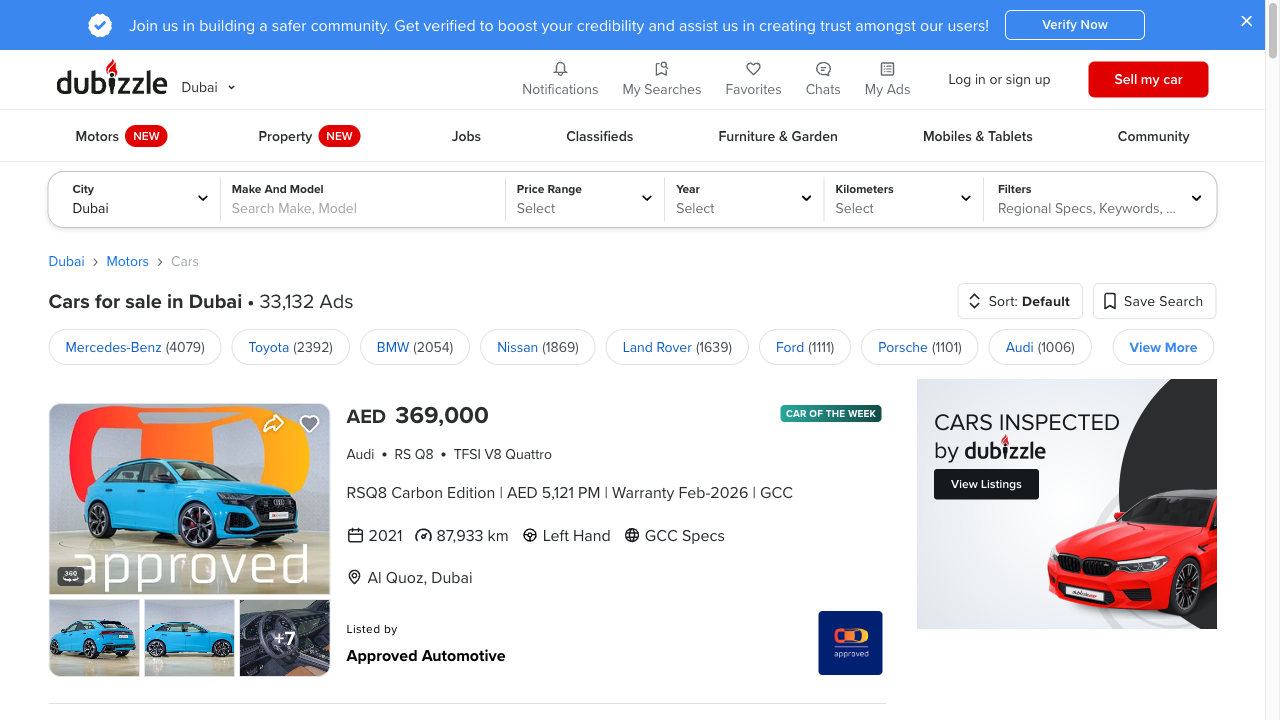 Join us in building a safer community. Get verified to boost your credibility and assist us in creating trust amongst our users!
Verify Now
dubizzle
Dubai
Notifications
My Searches
Favorites
Chats
My Ads
Log in or sign up
Sell my car
Motors NEW
Property NEW
Jobs
Classifieds
Furniture & Garden
Mobiles & Tablets
Community
City
Dubai
Make And Model
Search Make, Model
Price Range
Select
Year
Select
Kilometers
Select
Filters
Regional Specs, Keywords, ...
Dubai > Motors > Cars
Cars for sale in Dubai • 33,132 Ads
Sort: Default
Save Search
Mercedes-Benz (4079)
Toyota (2392)
BMW (2054)
Nissan (1869)
Land Rover (1639)
Ford (1111)
Porsche (1101)
Audi (1006)
View More
approved
360
+7
AED 369,000
CAR OF THE WEEK
Audi • RS Q8 • TFSI V8 Quattro
RSQ8 Carbon Edition | AED 5,121 PM | Warranty Feb-2026 | GCC
2021
87,933 km
Left Hand
GCC Specs
Al Quoz, Dubai
Listed by
Approved Automotive
approved
CARS INSPECTED
by dubizzle
View Listings